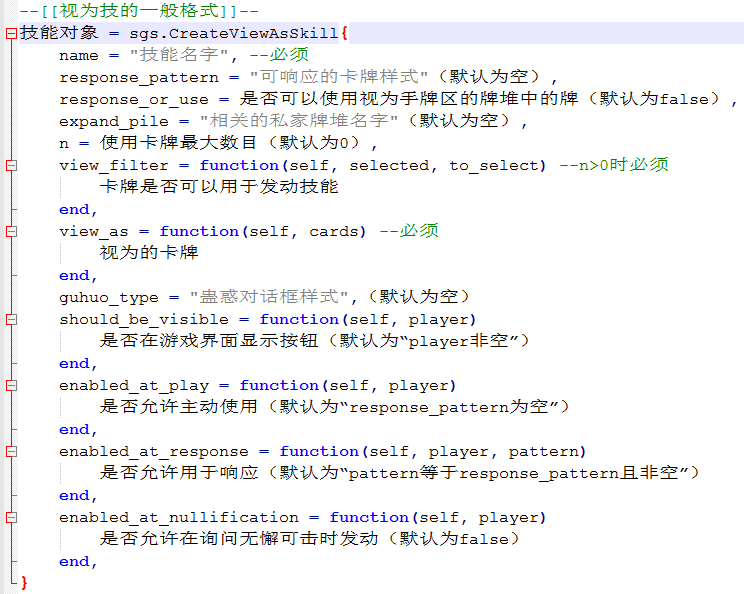 --[[视为技的一般格式]]--
技能对象 = sgs.CreateViewAsSkill{
name = "技能名字", --必须
response_pattern = "可响应的卡牌样式"（默认为空）,
response_or_use = 是否可以使用视为手牌区的牌堆中的牌（默认为false）,
expand_pile = "相关的私家牌堆名字"（默认为空）,
n = 使用卡牌最大数目（默认为0）,
view_filter = function(self, selected, to_select) --n>0时必须
卡牌是否可以用于发动技能
end,
view_as = function(self, cards) --必须
视为的卡牌
end,
guhuo_type = "蛊惑对话框样式",（默认为空）
should_be_visible = function(self, player)
是否在游戏界面显示按钮（默认为“player非空”）
end,
enabled_at_play = function(self, player)
是否允许主动使用（默认为“response_pattern为空”）
end,
enabled_at_response = function(self, player, pattern)
是否允许用于响应（默认为“pattern等于response_pattern且非空”）
end,
enabled_at_nullification = function(self, player)
是否允许在询问无懈可击时发动（默认为false）
end,
}